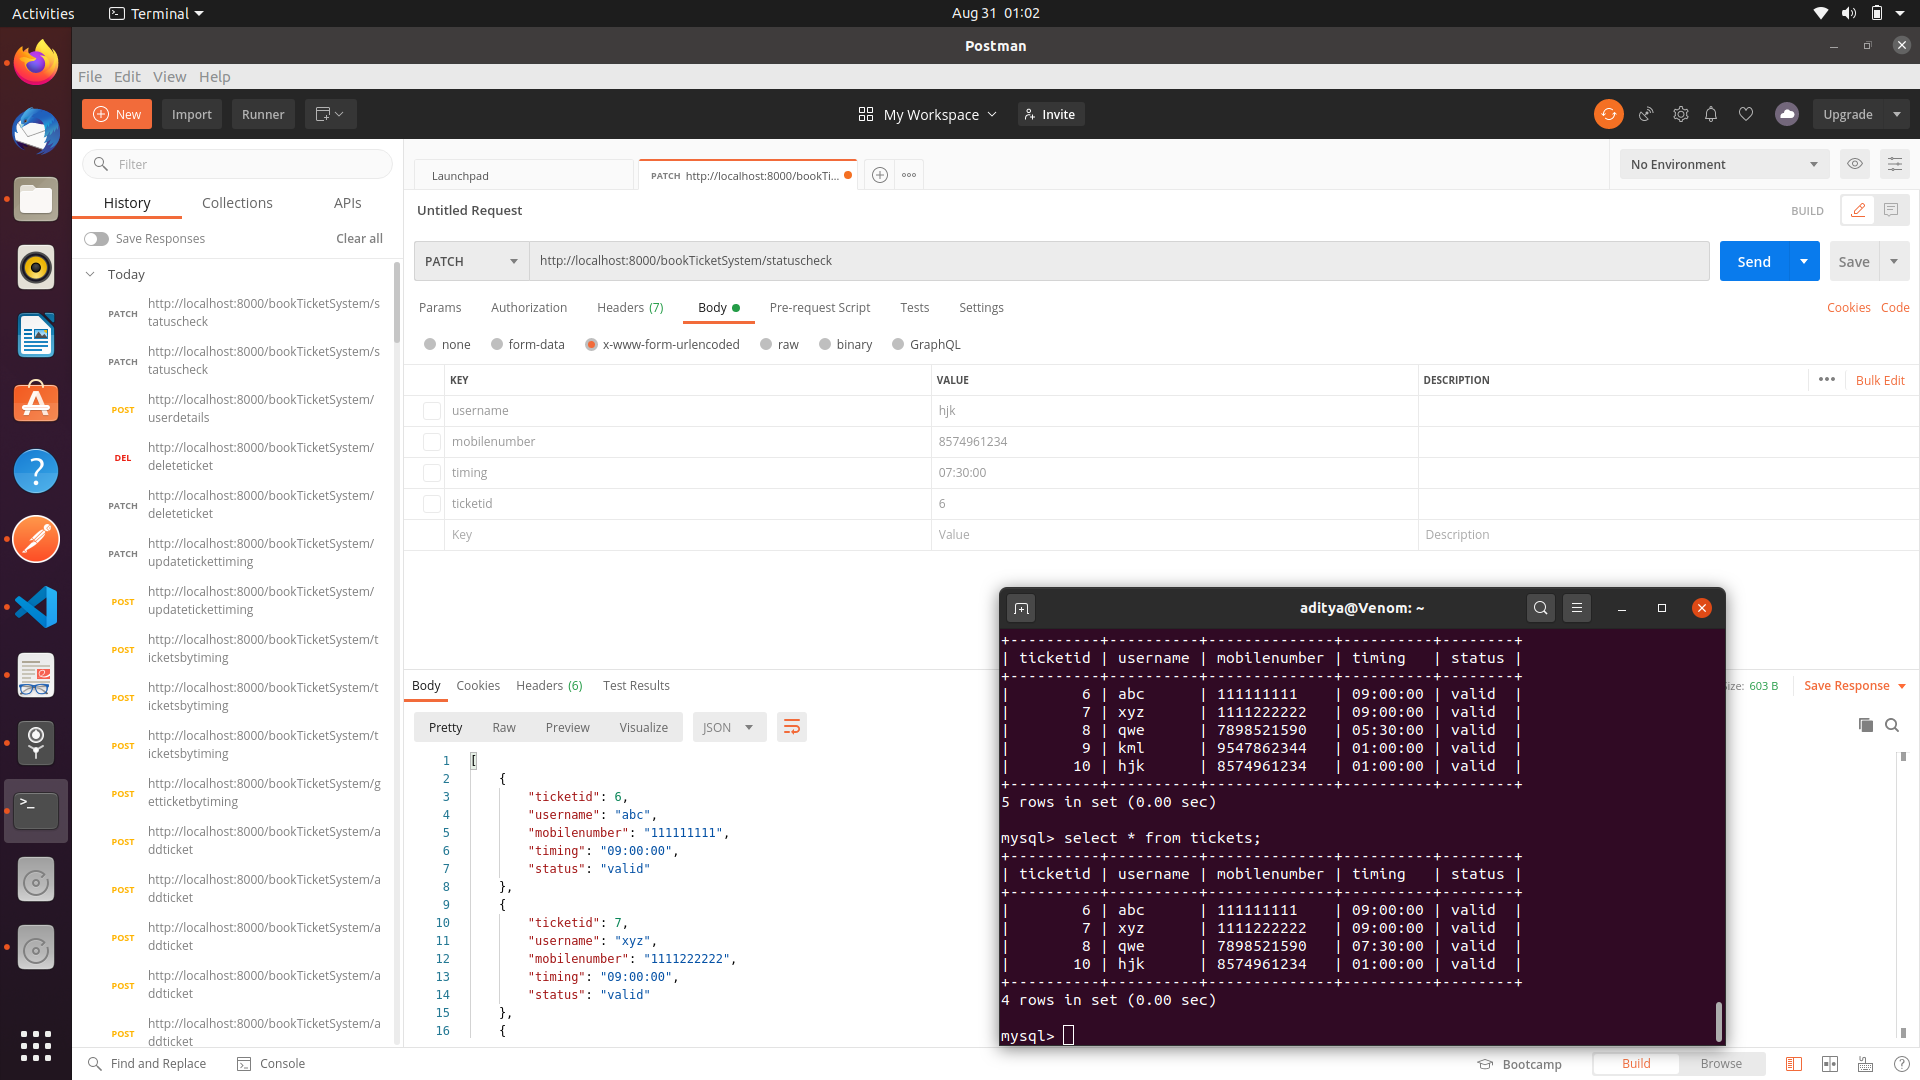 Activities
Terminal
Aug 31 01:02
Postman
File Edit View Help
New
Import
Runner
My Workspace
Invite
Upgrade
Filter
History
Collections
APIs
Save Responses
Clear all
Today
PATCH http://localhost:8000/bookTicketSystem/s
tatuscheck
PATCH http://localhost:8000/bookTicketSystem/s
tatuscheck
POST http://localhost:8000/bookTicketSystem/
userdetails
DEL http://localhost:8000/bookTicketSystem/
deleteticket
PATCH http://localhost:8000/bookTicketSystem/
deleteticket
PATCH http://localhost:8000/bookTicketSystem/
updatetickettiming
POST http://localhost:8000/bookTicketSystem/
updatetickettiming
POST http://localhost:8000/bookTicketSystem/t
icketsbytiming
POST http://localhost:8000/bookTicketSystem/t
icketsbytiming
POST http://localhost:8000/bookTicketSystem/t
icketsbytiming
POST http://localhost:8000/bookTicketSystem/g
etticketbytiming
POST http://localhost:8000/bookTicketSystem/a
ddticket
POST http://localhost:8000/bookTicketSystem/a
ddticket
POST http://localhost:8000/bookTicketSystem/a
ddticket
POST http://localhost:8000/bookTicketSystem/a
ddticket
POST http://localhost:8000/bookTicketSystem/a
ddticket
Launchpad
PATCH http://localhost:8000/bookTi...
No Environment
Untitled Request
BUILD
PATCH
http://localhost:8000/bookTicketSystem/statuscheck
Send
Save
Params Authorization Headers (7) Body Pre-request Script Tests Settings
Cookies Code
none form-data x-www-form-urlencoded raw binary GraphQL
KEY VALUE DESCRIPTION
Bulk Edit
username hjk
mobilenumber 8574961234
timing 07:30:00
ticketid 6
Key Value Description
Body Cookies Headers (6) Test Results
Size: 603 B
Save Response
Pretty Raw Preview Visualize JSON
1 [
2 {
3 "ticketid": 6,
4 "username": "abc",
5 "mobilenumber": "111111111",
6 "timing": "09:00:00",
7 "status": "valid"
8 },
9 {
10 "ticketid": 7,
11 "username": "xyz",
12 "mobilenumber": "1111222222",
13 "timing": "09:00:00",
14 "status": "valid"
15 },
16 {
aditya@Venom: ~
+----------+----------+--------------+----------+--------+
| ticketid | username | mobilenumber | timing   | status |
+----------+----------+--------------+----------+--------+
|        6 | abc      | 111111111    | 09:00:00 | valid  |
|        7 | xyz      | 1111222222   | 09:00:00 | valid  |
|        8 | qwe      | 7898521590   | 05:30:00 | valid  |
|        9 | kml      | 9547862344   | 01:00:00 | valid  |
|       10 | hjk      | 8574961234   | 01:00:00 | valid  |
+----------+----------+--------------+----------+--------+
5 rows in set (0.00 sec)
mysql> select * from tickets;
+----------+----------+--------------+----------+--------+
| ticketid | username | mobilenumber | timing   | status |
+----------+----------+--------------+----------+--------+
|        6 | abc      | 111111111    | 09:00:00 | valid  |
|        7 | xyz      | 1111222222   | 09:00:00 | valid  |
|        8 | qwe      | 7898521590   | 07:30:00 | valid  |
|       10 | hjk      | 8574961234   | 01:00:00 | valid  |
+----------+----------+--------------+----------+--------+
4 rows in set (0.00 sec)
mysql>
Find and Replace
Console
Bootcamp
Build
Browse